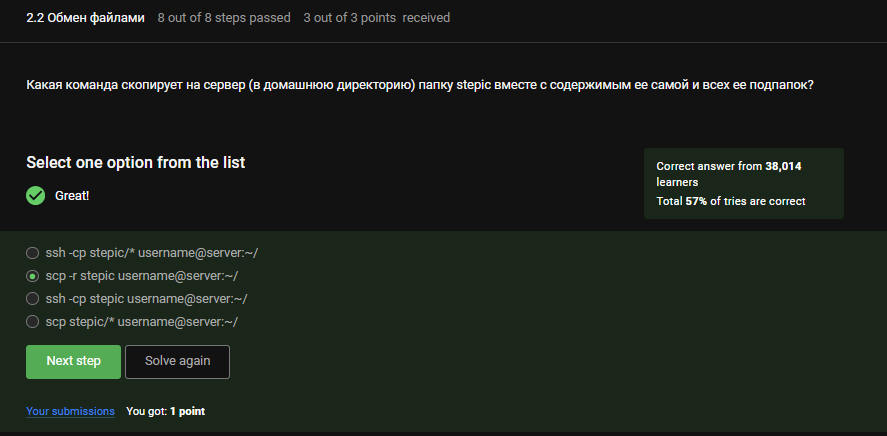 2.2 Обмен файлами 8 out of 8 steps passed 3 out of 3 points received
Какая команда скопирует на сервер (в домашнюю директорию) папку stepic вместе с содержимым ее самой и всех ее подпапок?
Select one option from the list
Great!
Correct answer from 38,014
learners
Total 57% of tries are correct
ssh -cp stepic/* username@server:~/
scp -r stepic username@server:~/
ssh -cp stepic username@server:~/
scp stepic/* username@server:~/
Next step Solve again
Your submissions You got: 1 point